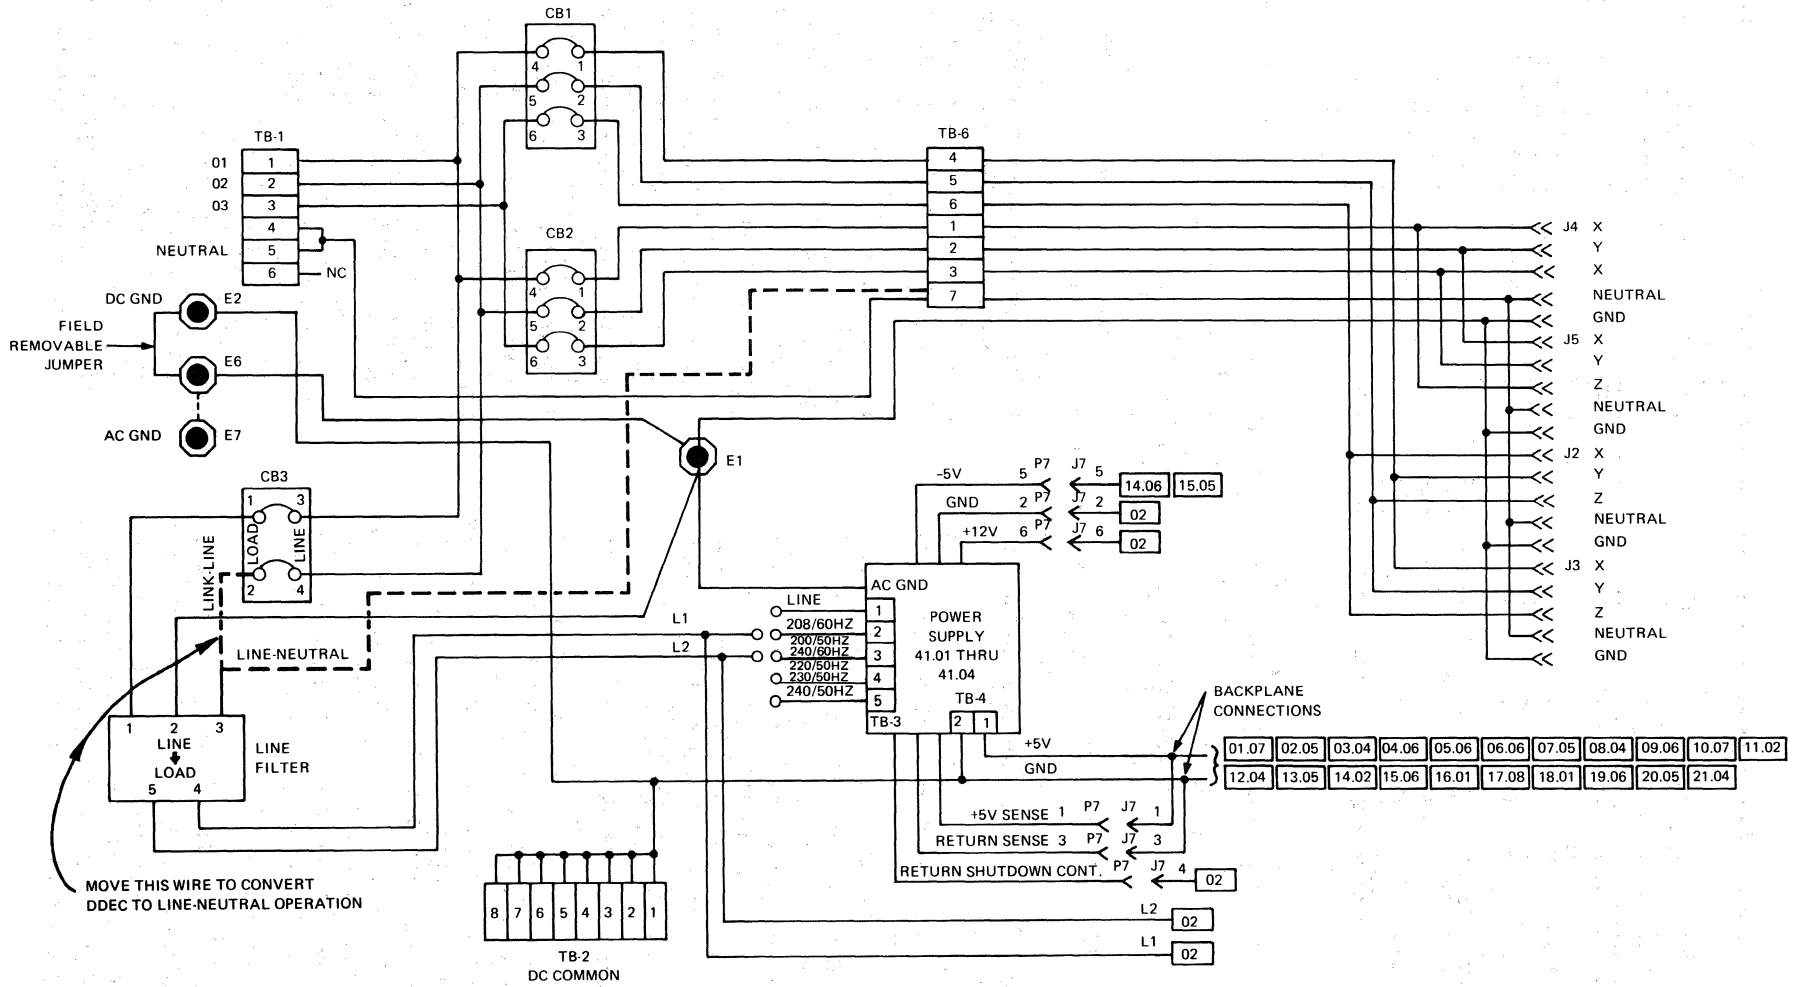 CB1
4 1
5 2
6 3
TB-1
01 1
02 2
03 3
4
NEUTRAL 5
6 NC
TB-6
4
5
6
1
2
3
7
CB2
4 1
5 2
6 3
DC GND E2
FIELD
REMOVABLE
JUMPER
E6
AC GND E7
E1
J4 X
Y
X
NEUTRAL
GND
J5 X
Y
Z
NEUTRAL
GND
J2 X
Y
Z
NEUTRAL
GND
J3 X
Y
Z
NEUTRAL
GND
CB3
1 3
LOAD
LINE
2 4
LINK-LINE
LINE-NEUTRAL
-5V 5 P7 J7 5 14.06 15.05
GND 2 P7 J7 2 02
+12V 6 P7 J7 6 02
AC GND
LINE 1
208/60HZ 2
200/50HZ
240/60HZ 3
220/50HZ
230/50HZ 4
240/50HZ 5
TB-3
POWER
SUPPLY
41.01 THRU
41.04
TB-4
2 1
L1
L2
1 2 3
LINE
LOAD
5 4
LINE
FILTER
BACKPLANE
CONNECTIONS
+5V
GND
01.07 02.05 03.04 04.06 05.06 06.06 07.05 08.04 09.06 10.07 11.02
12.04 13.05 14.02 15.06 16.01 17.08 18.01 19.06 20.05 21.04
+5V SENSE 1 P7 J7 1
RETURN SENSE 3 P7 J7 3
RETURN SHUTDOWN CONT. P7 J7 4 02
MOVE THIS WIRE TO CONVERT
DDEC TO LINE-NEUTRAL OPERATION
8 7 6 5 4 3 2 1
TB-2
DC COMMON
L2 02
L1 02